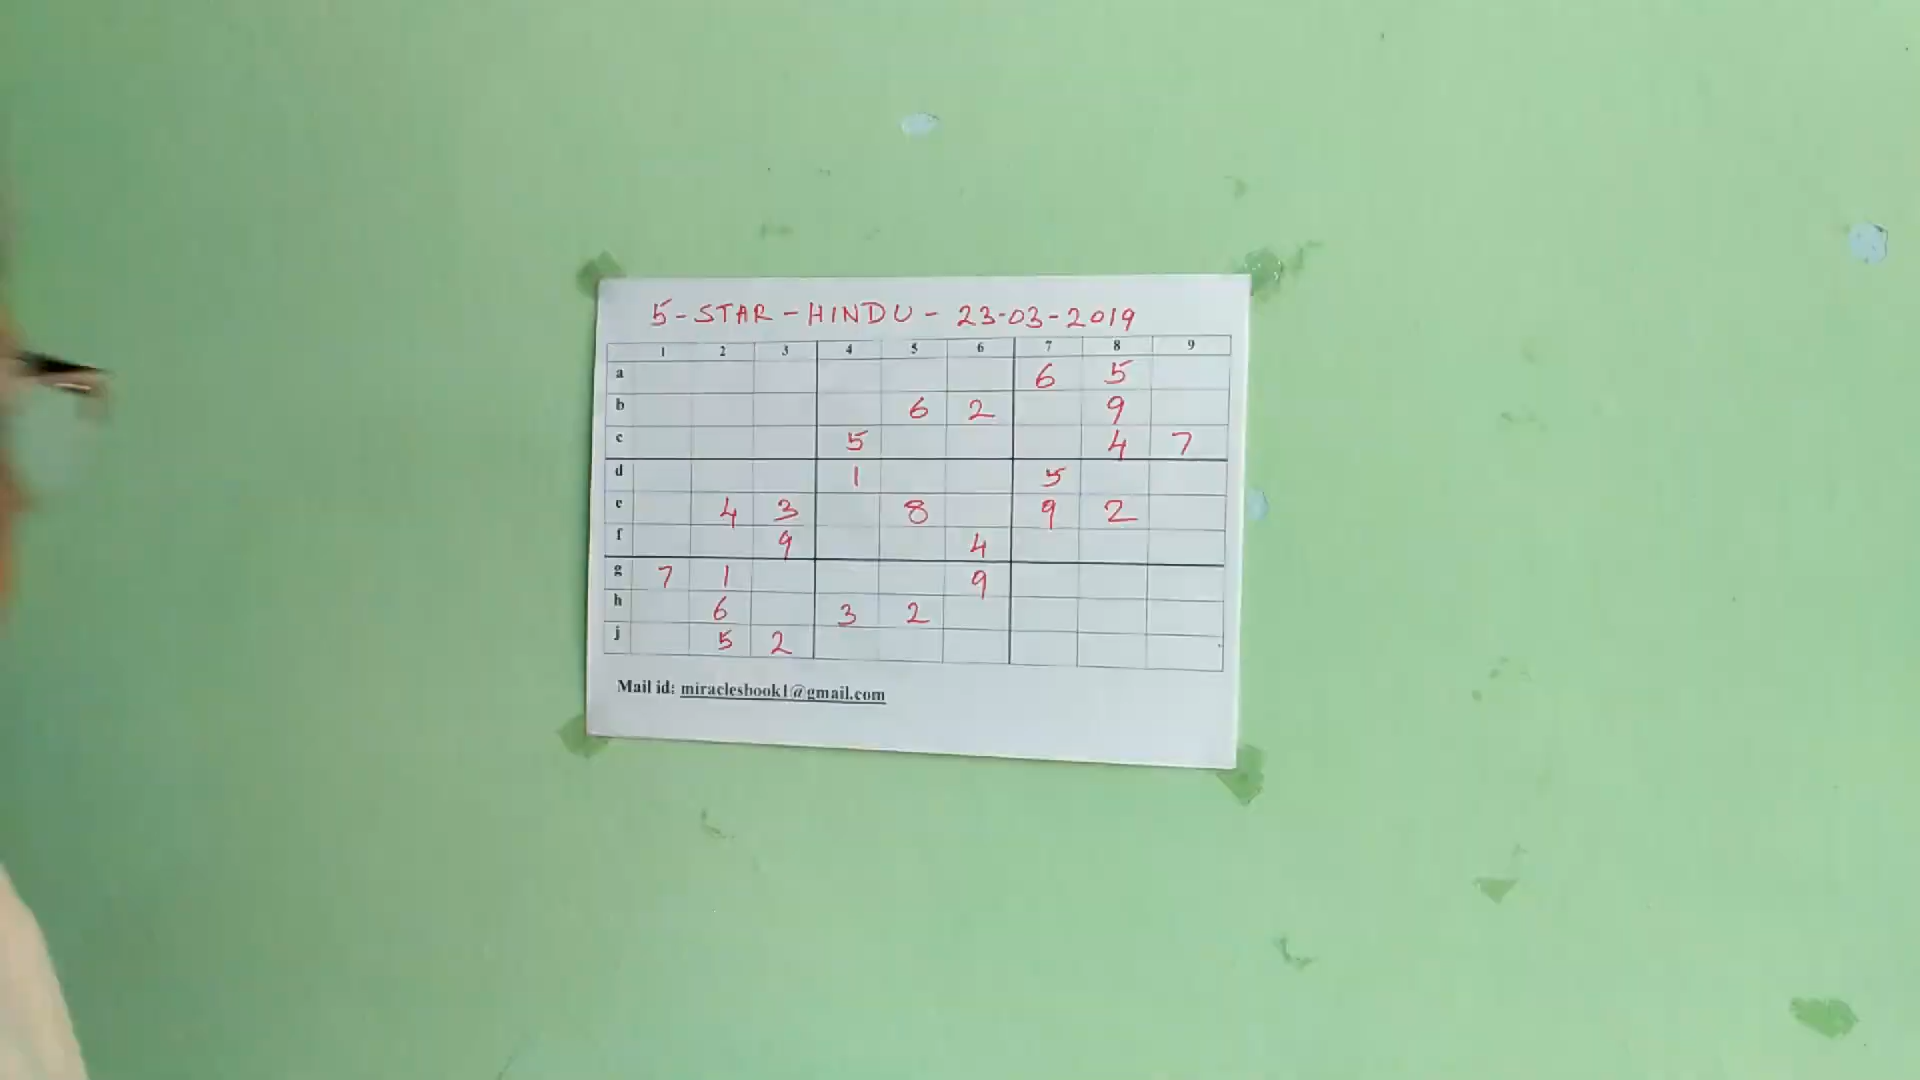 5-STAR-HINDU-23-03-2019
1 2 3 4 5 6 7 8 9
a 6 5
b 6 2 9
c 5 4 7
d 1 5
e 4 3 8 9 2
f 9 4
g 7 1 9
h 6 3 2
j 5 2
Mail id: miracleshook1@gmail.com